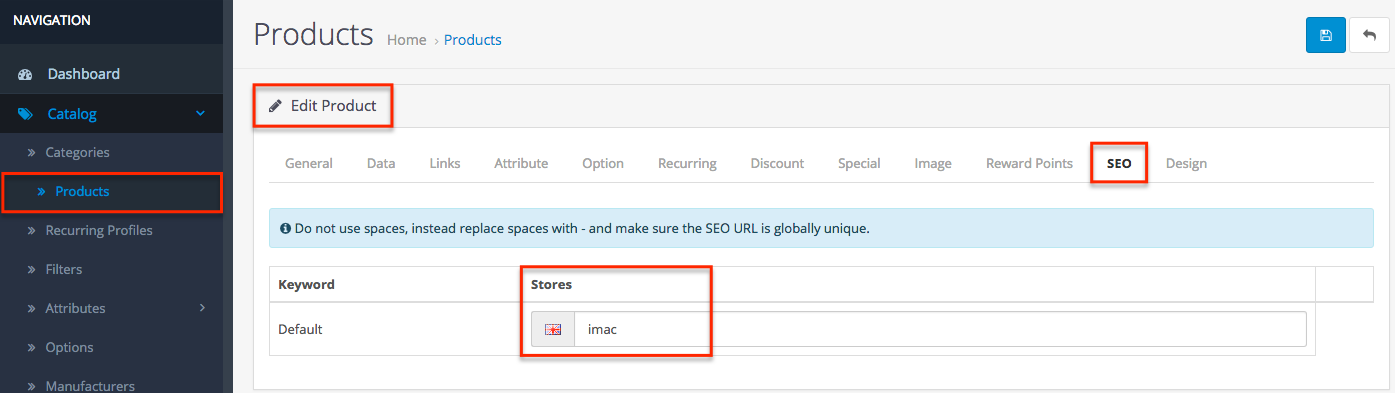 NAVIGATION
Dashboard
Catalog
Categories
Products
Recurring Profiles
Filters
Attributes
Options
Manufacturers
Products Home › Products
Edit Product
General Data Links Attribute Option Recurring Discount Special Image Reward Points SEO Design
Do not use spaces, instead replace spaces with - and make sure the SEO URL is globally unique.
Keyword Stores
Default imac